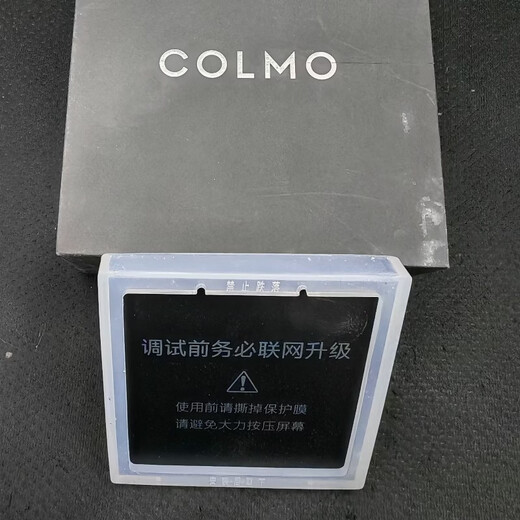 COLMO
禁止跌落
调试前务必联网升级
使用前请撕掉保护膜
请避免大力按压屏幕